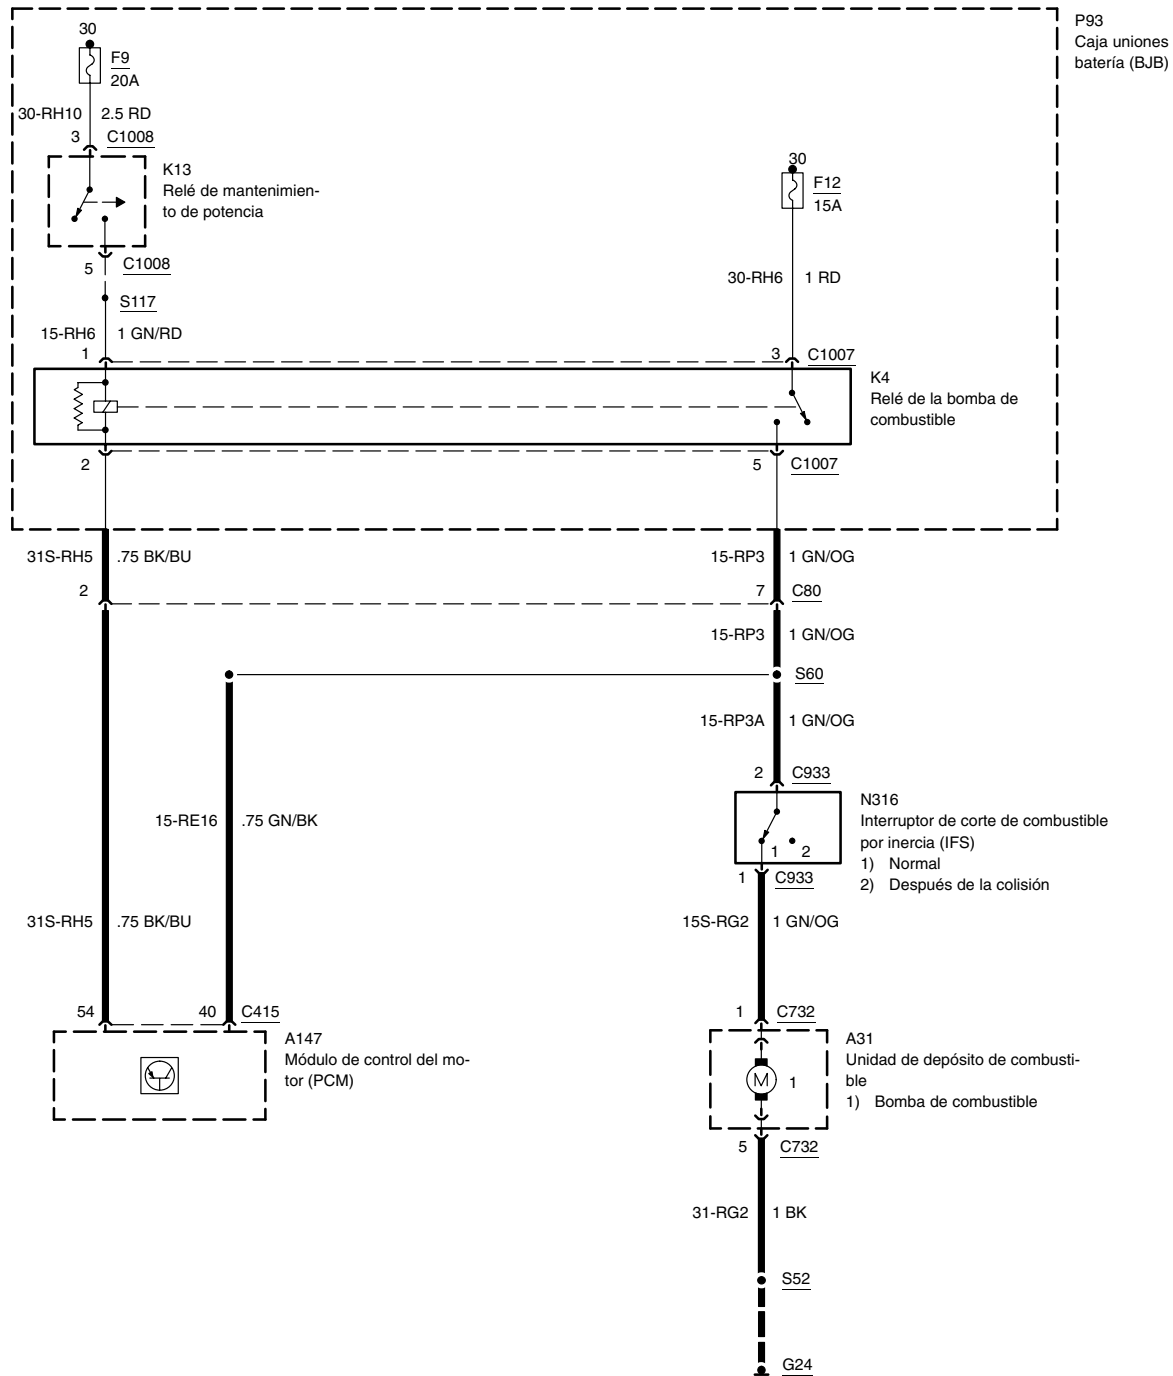 P93
Caja uniones
batería (BJB)
30
F9
20A
30-RH10 2.5 RD
3 C1008
K13
Relé de mantenimien-
to de potencia
30
F12
15A
5 C1008
30-RH6 1 RD
S117
15-RH6 1 GN/RD
1
3 C1007
K4
Relé de la bomba de
combustible
2
5 C1007
31S-RH5 .75 BK/BU
15-RP3 1 GN/OG
2
7 C80
15-RP3 1 GN/OG
S60
15-RP3A 1 GN/OG
2 C933
N316
Interruptor de corte de combustible
por inercia (IFS)
1) Normal
2) Después de la colisión
1 2
15-RE16 .75 GN/BK
1 C933
31S-RH5 .75 BK/BU
15S-RG2 1 GN/OG
54
40 C415
1 C732
A147
Módulo de control del mo-
tor (PCM)
A31
Unidad de depósito de combusti-
ble
1) Bomba de combustible
M 1
5 C732
31-RG2 1 BK
S52
G24